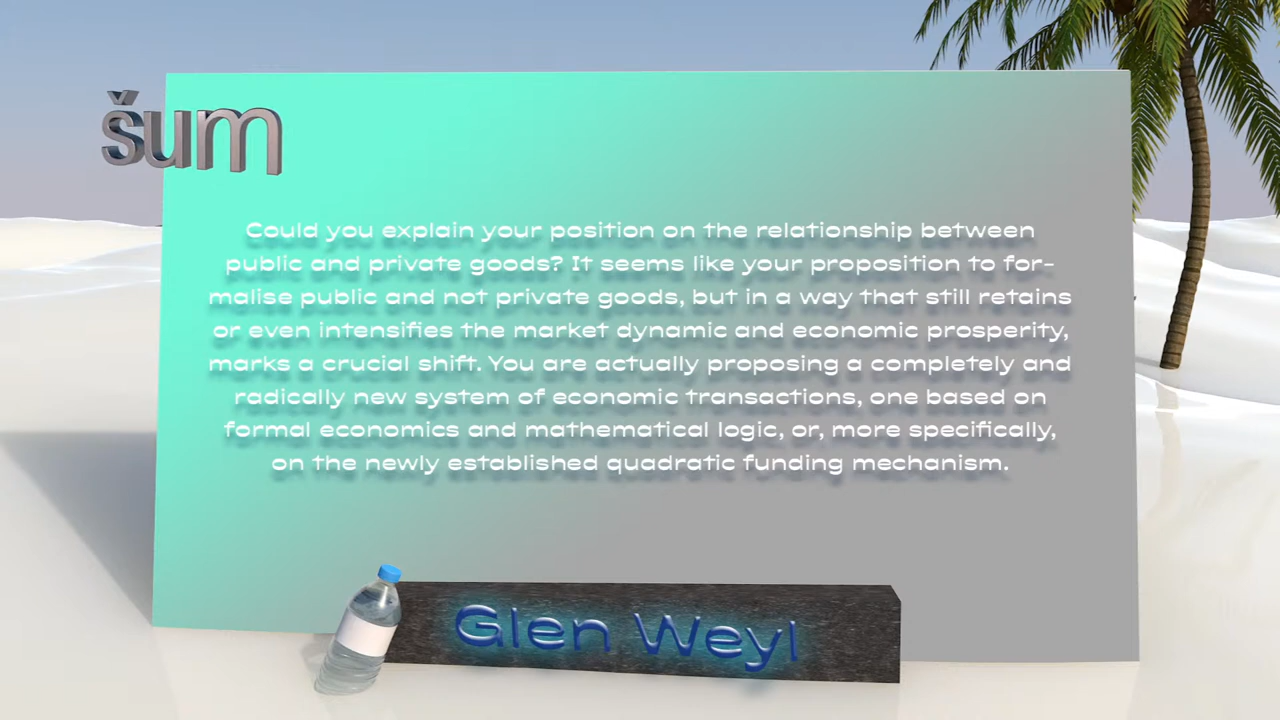 šum
Could you explain your position on the relationship between
public and private goods? It seems like your proposition to for-
malise public and not private goods, but in a way that still retains
or even intensifies the market dynamic and economic prosperity,
marks a crucial shift. You are actually proposing a completely and
radically new system of economic transactions, one based on
formal economics and mathematical logic, or, more specifically,
on the newly established quadratic funding mechanism.
Glen Weyl